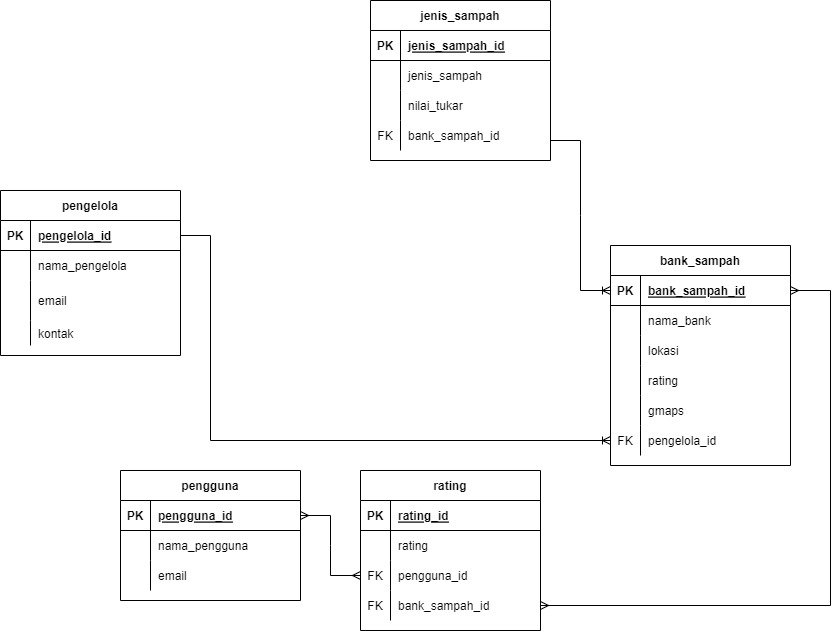 jenis_sampah
PK jenis_sampah_id
jenis_sampah
nilai_tukar
FK bank_sampah_id
pengelola
PK pengelola_id
nama_pengelola
email
kontak
bank_sampah
PK bank_sampah_id
nama_bank
lokasi
rating
gmaps
FK pengelola_id
pengguna
PK pengguna_id
nama_pengguna
email
rating
PK rating_id
rating
FK pengguna_id
FK bank_sampah_id